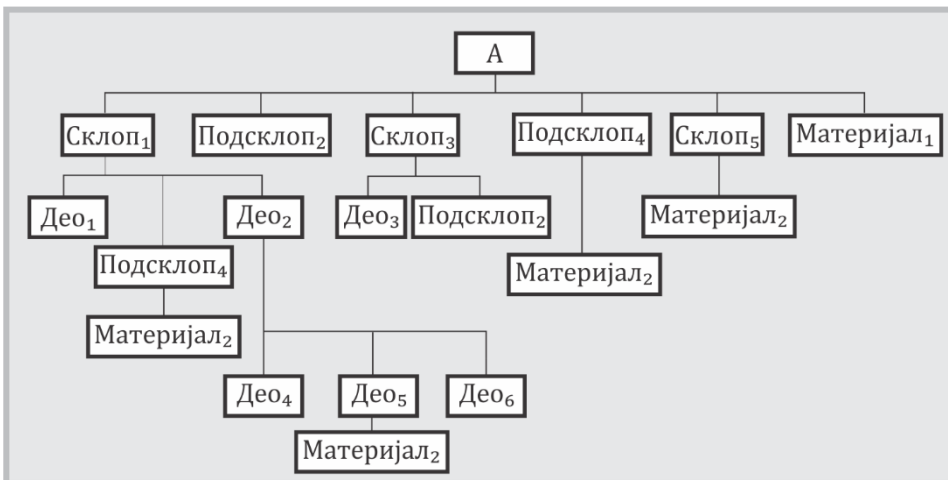 А
Склоп₁ Подсклоп₂ Склоп₃ Подсклоп₄ Склоп₅ Материјал₁
Део₁ Део₂ Део₃ Подсклоп₂ Материјал₂
Подсклоп₄ Материјал₂
Материјал₂
Део₄ Део₅ Део₆
Материјал₂